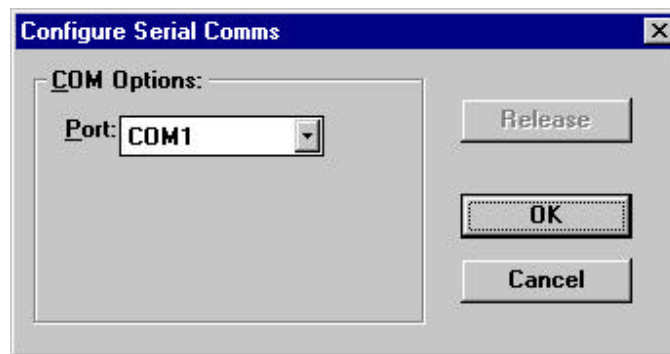 Configure Serial Comms
COM Options:
Port: COM1
Release
OK
Cancel